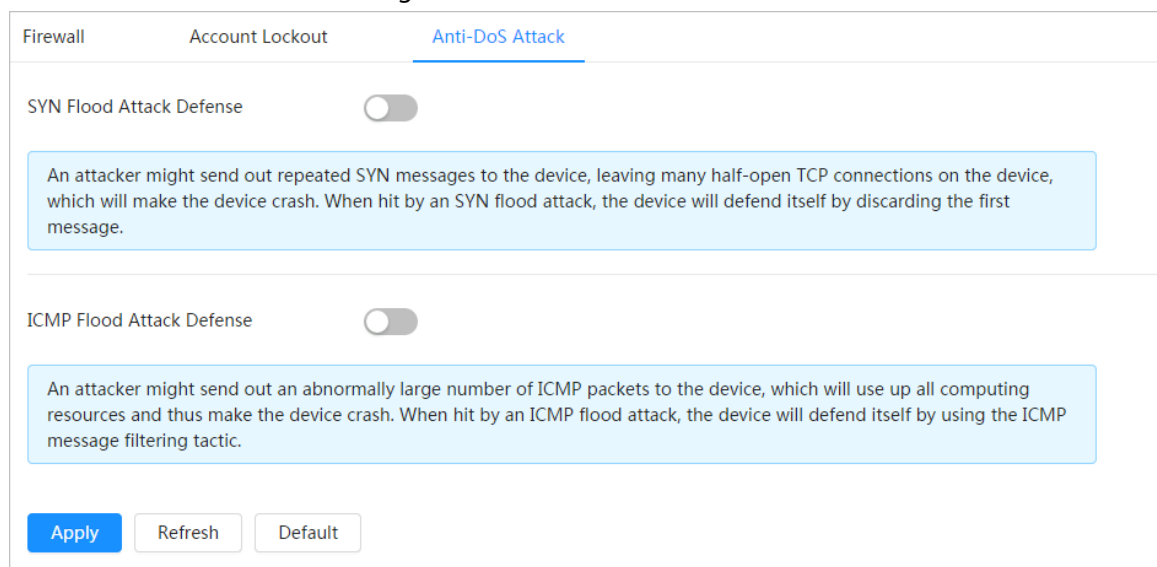 Firewall Account Lockout Anti-DoS Attack
SYN Flood Attack Defense
An attacker might send out repeated SYN messages to the device, leaving many half-open TCP connections on the device,
which will make the device crash. When hit by an SYN flood attack, the device will defend itself by discarding the first
message.
ICMP Flood Attack Defense
An attacker might send out an abnormally large number of ICMP packets to the device, which will use up all computing
resources and thus make the device crash. When hit by an ICMP flood attack, the device will defend itself by using the ICMP
message filtering tactic.
Apply Refresh Default